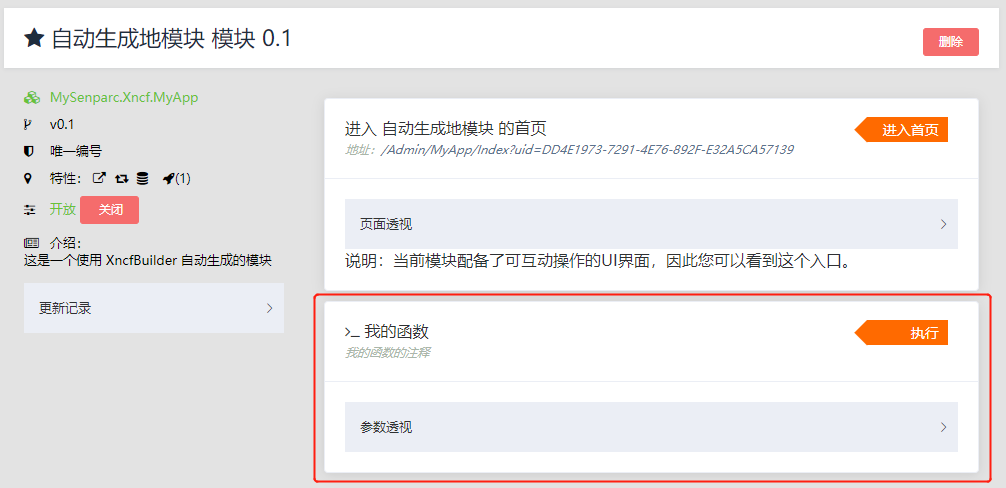 自动生成地模块 模块 0.1
删除
MySenparc.Xncf.MyApp
v0.1
唯一编号
特性： (1)
开放 关闭
介绍：
这是一个使用 XncfBuilder 自动生成的模块
更新记录
进入 自动生成地模块 的首页
进入首页
地址：/Admin/MyApp/Index?uid=DD4E1973-7291-4E76-892F-E32A5CA57139
页面透视
说明：当前模块配备了可互动操作的UI界面，因此您可以看到这个入口。
>_ 我的函数
执行
我的函数的注释
参数透视